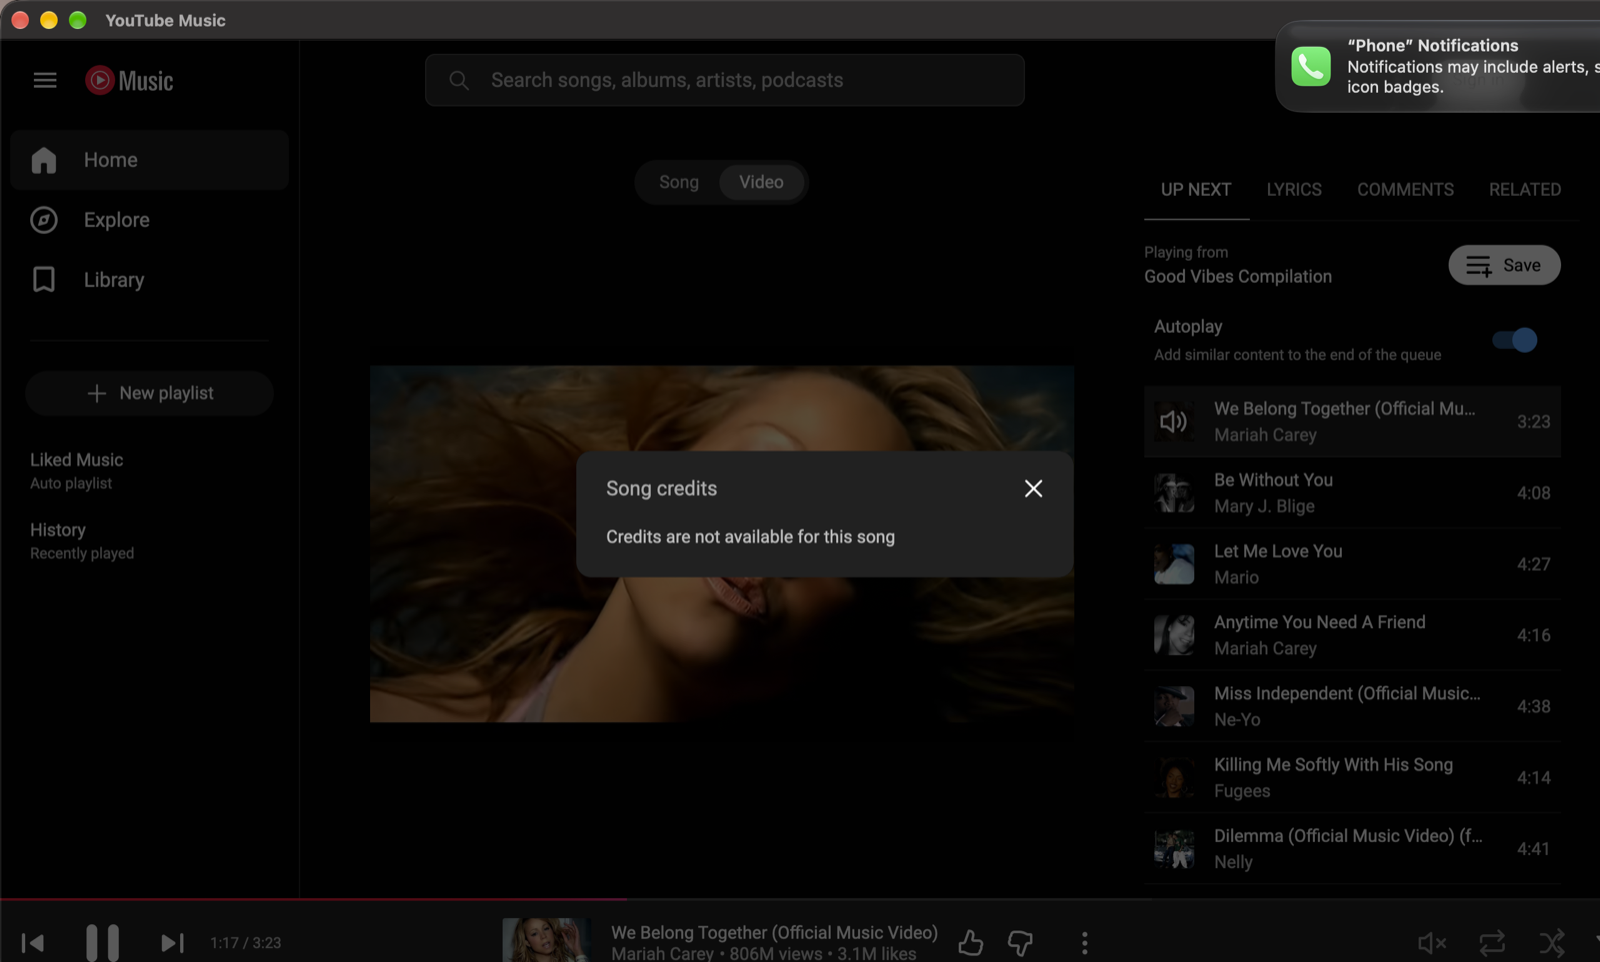 YouTube Music
“Phone” Notifications
Notifications may include alerts,
icon badges.
Music
Search songs, albums, artists, podcasts
Home
Explore
Library
New playlist
Liked Music
Auto playlist
History
Recently played
Song
Video
Song credits
Credits are not available for this song
UP NEXT
LYRICS
COMMENTS
RELATED
Playing from
Good Vibes Compilation
Save
Autoplay
Add similar content to the end of the queue
We Belong Together (Official Mu...
Mariah Carey
3:23
Be Without You
Mary J. Blige
4:08
Let Me Love You
Mario
4:27
Anytime You Need A Friend
Mariah Carey
4:16
Miss Independent (Official Music...
Ne-Yo
4:38
Killing Me Softly With His Song
Fugees
4:14
Dilemma (Official Music Video) (f...
Nelly
4:41
1:17 / 3:23
We Belong Together (Official Music Video)
Mariah Carey • 806M views • 3.1M likes